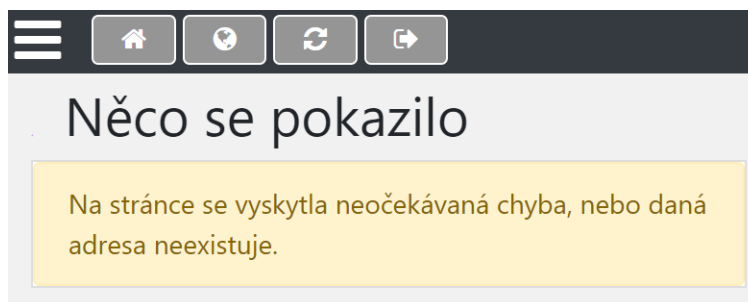 Něco se pokazilo
Na stránce se vyskytla neočekávaná chyba, nebo daná
adresa neexistuje.